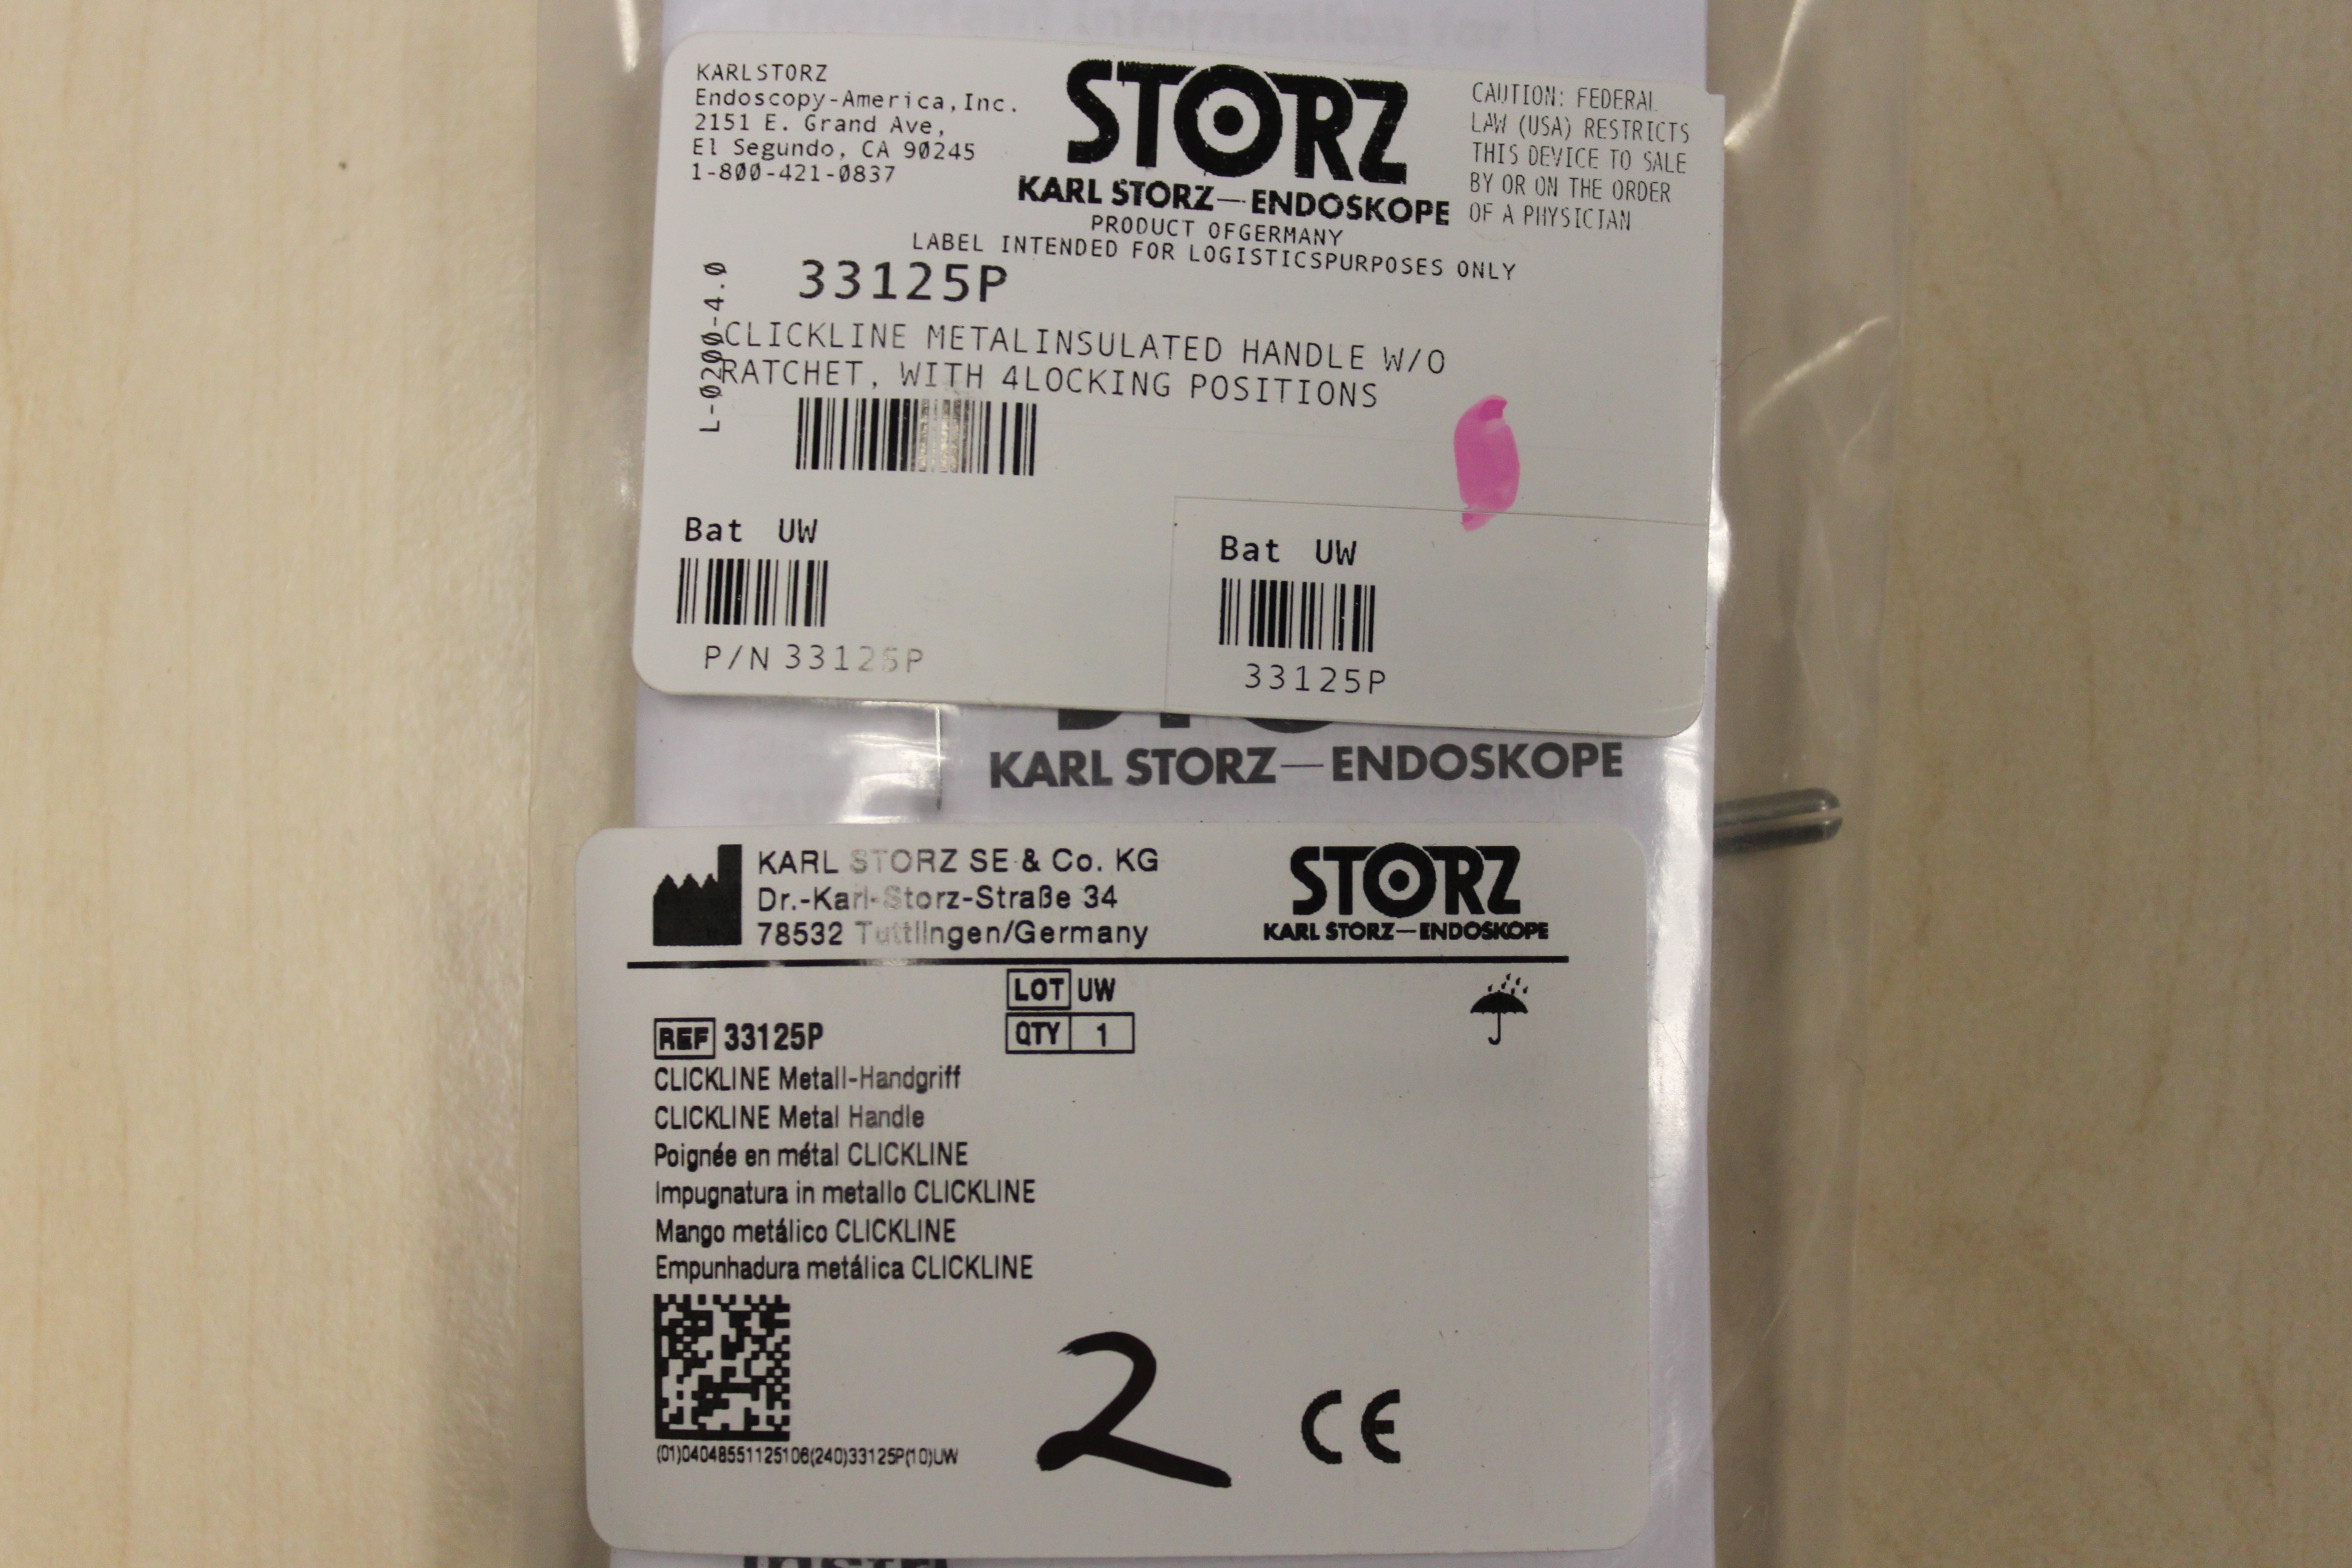 Important Information for
KARLSTORZ
Endoscopy-America,Inc.
2151 E. Grand Ave,
El Segundo, CA 90245
1-800-421-0837
STORZ
KARL STORZ—ENDOSKOPE
CAUTION: FEDERAL
LAW (USA) RESTRICTS
THIS DEVICE TO SALE
BY OR ON THE ORDER
OF A PHYSICIAN
PRODUCT OFGERMANY
LABEL INTENDED FOR LOGISTICSPURPOSES ONLY
33125P
L-0200-4.0
CLICKLINE METALINSULATED HANDLE W/O
RATCHET, WITH 4LOCKING POSITIONS
Bat UW
P/N 33125P
Bat UW
33125P
KARL STORZ—ENDOSKOPE
KARL STORZ SE & Co. KG
Dr.-Karl-Storz-Straße 34
78532 Tuttlingen/Germany
STORZ
KARL STORZ—ENDOSKOPE
LOT UW
QTY 1
REF 33125P
CLICKLINE Metall-Handgriff
CLICKLINE Metal Handle
Poignée en métal CLICKLINE
Impugnatura in metallo CLICKLINE
Mango metálico CLICKLINE
Empunhadura metálica CLICKLINE
(01)04048551125106(240)33125P(10)UW
2
CE